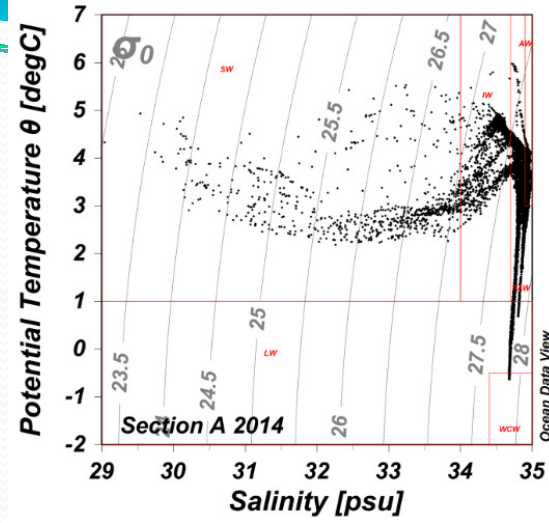 7
6
5
4
3
2
1
0
-1
-2
Potential Temperature θ [degC]
σ0
SW
26.5
27
AW
IW
25.5
25
LW
23.5
24.5
26
27.5
28
WCW
Section A 2014
29
30
31
32
33
34
35
Salinity [psu]
Ocean Data View